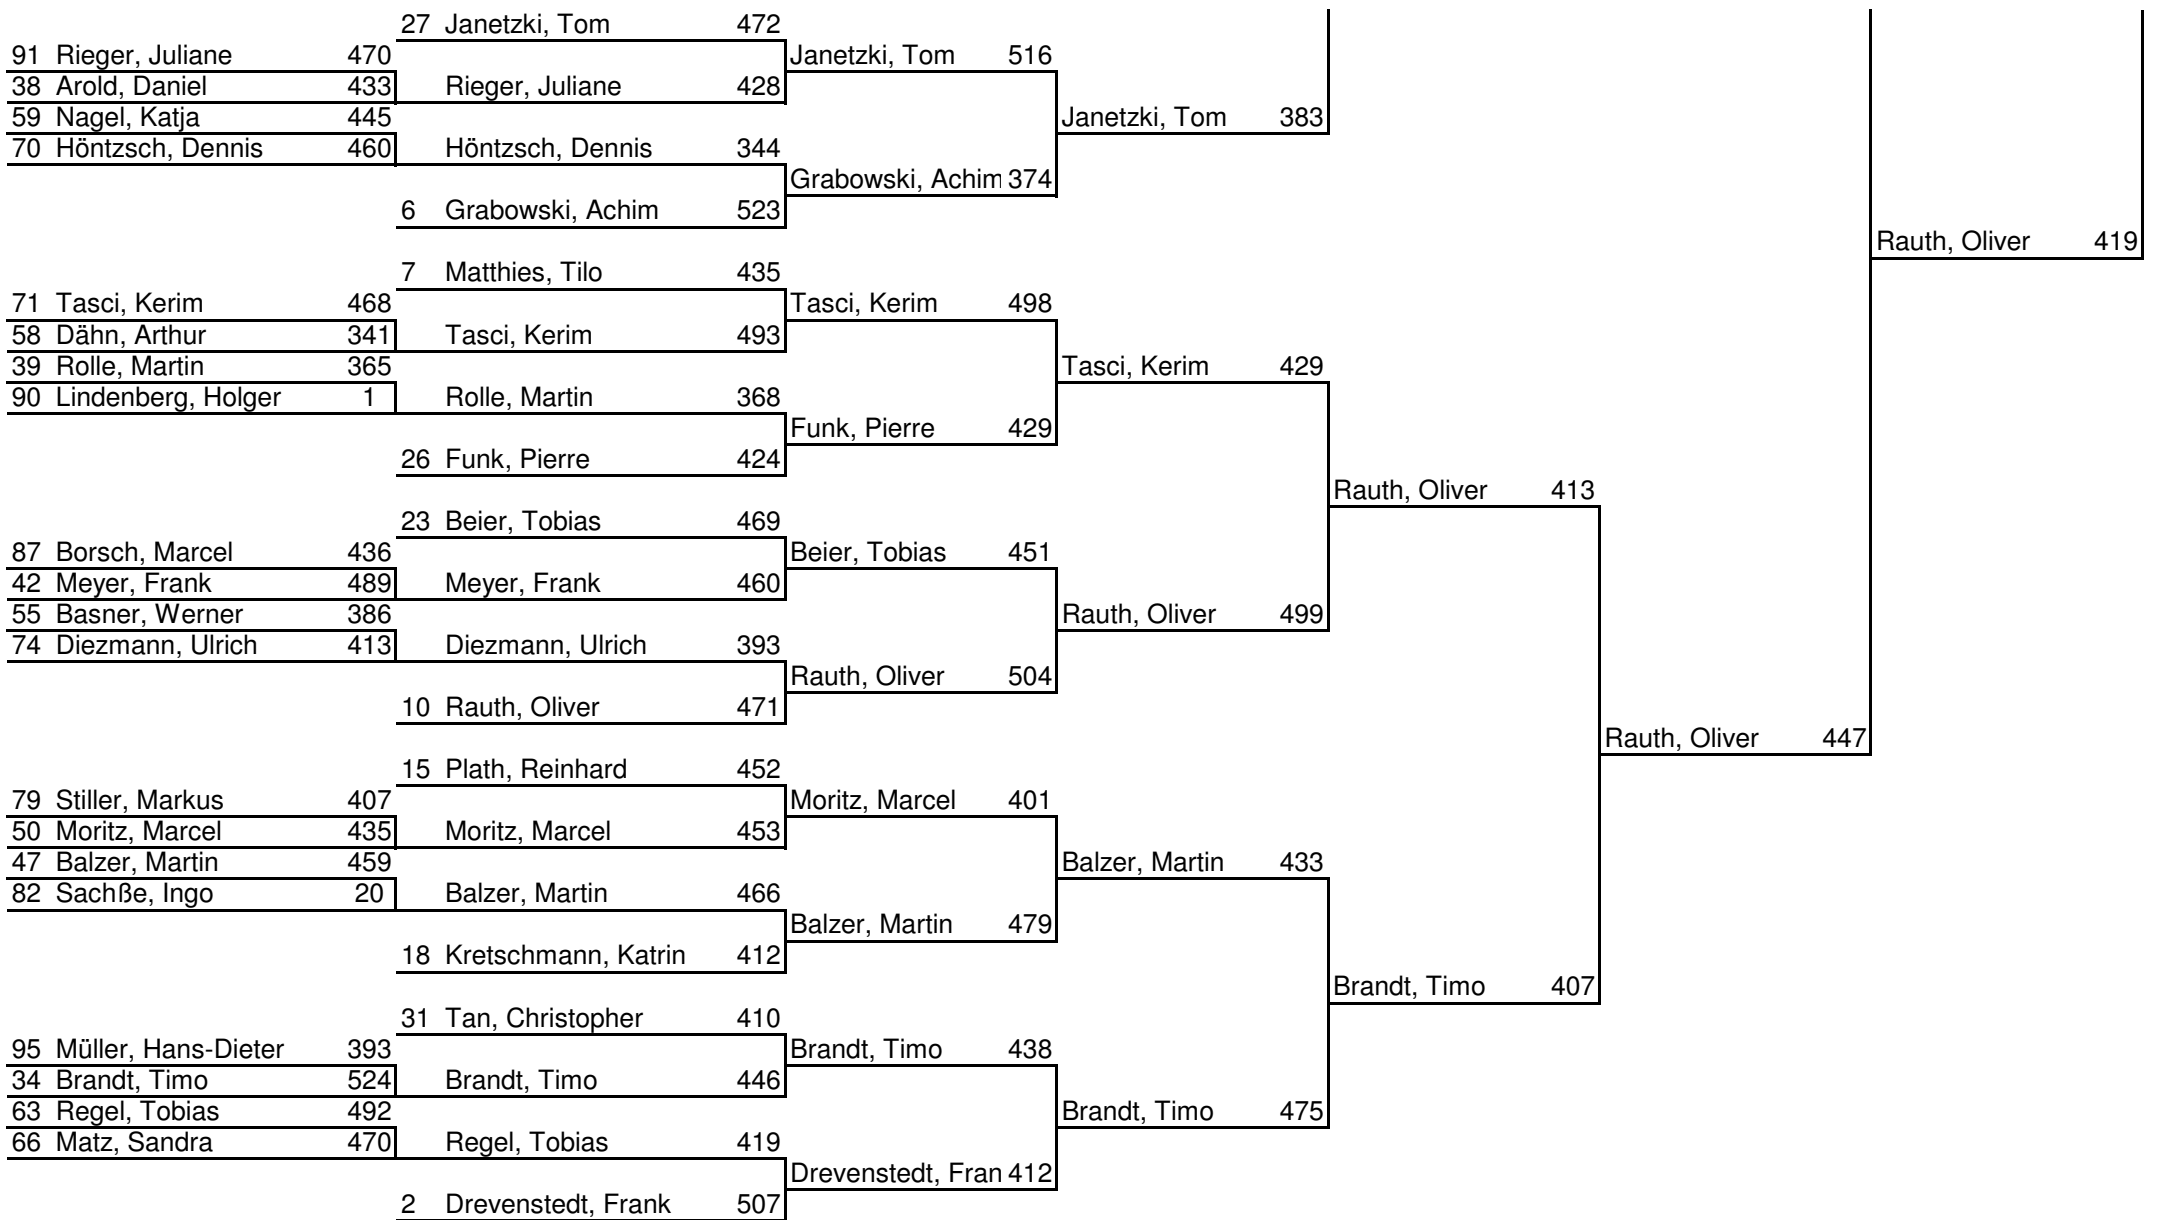 27 Janetzki, Tom 472
91 Rieger, Juliane 470 Janetzki, Tom 516
38 Arold, Daniel 433 Rieger, Juliane 428
59 Nagel, Katja 445 Janetzki, Tom 383
70 Höntzsch, Dennis 460 Höntzsch, Dennis 344
Grabowski, Achim 374
6 Grabowski, Achim 523
Rauth, Oliver 419
7 Matthies, Tilo 435
71 Tasci, Kerim 468 Tasci, Kerim 498
58 Dähn, Arthur 341 Tasci, Kerim 493
39 Rolle, Martin 365 Tasci, Kerim 429
90 Lindenberg, Holger 1 Rolle, Martin 368
Funk, Pierre 429
26 Funk, Pierre 424
Rauth, Oliver 413
23 Beier, Tobias 469
87 Borsch, Marcel 436 Beier, Tobias 451
42 Meyer, Frank 489 Meyer, Frank 460
55 Basner, Werner 386 Rauth, Oliver 499
74 Diezmann, Ulrich 413 Diezmann, Ulrich 393
Rauth, Oliver 504
10 Rauth, Oliver 471
Rauth, Oliver 447
15 Plath, Reinhard 452
79 Stiller, Markus 407 Moritz, Marcel 401
50 Moritz, Marcel 435 Moritz, Marcel 453
47 Balzer, Martin 459 Balzer, Martin 433
82 Sachße, Ingo 20 Balzer, Martin 466
Balzer, Martin 479
18 Kretschmann, Katrin 412
Brandt, Timo 407
31 Tan, Christopher 410
95 Müller, Hans-Dieter 393 Brandt, Timo 438
34 Brandt, Timo 524 Brandt, Timo 446
63 Regel, Tobias 492 Brandt, Timo 475
66 Matz, Sandra 470 Regel, Tobias 419
Drevenstedt, Fran 412
2 Drevenstedt, Frank 507